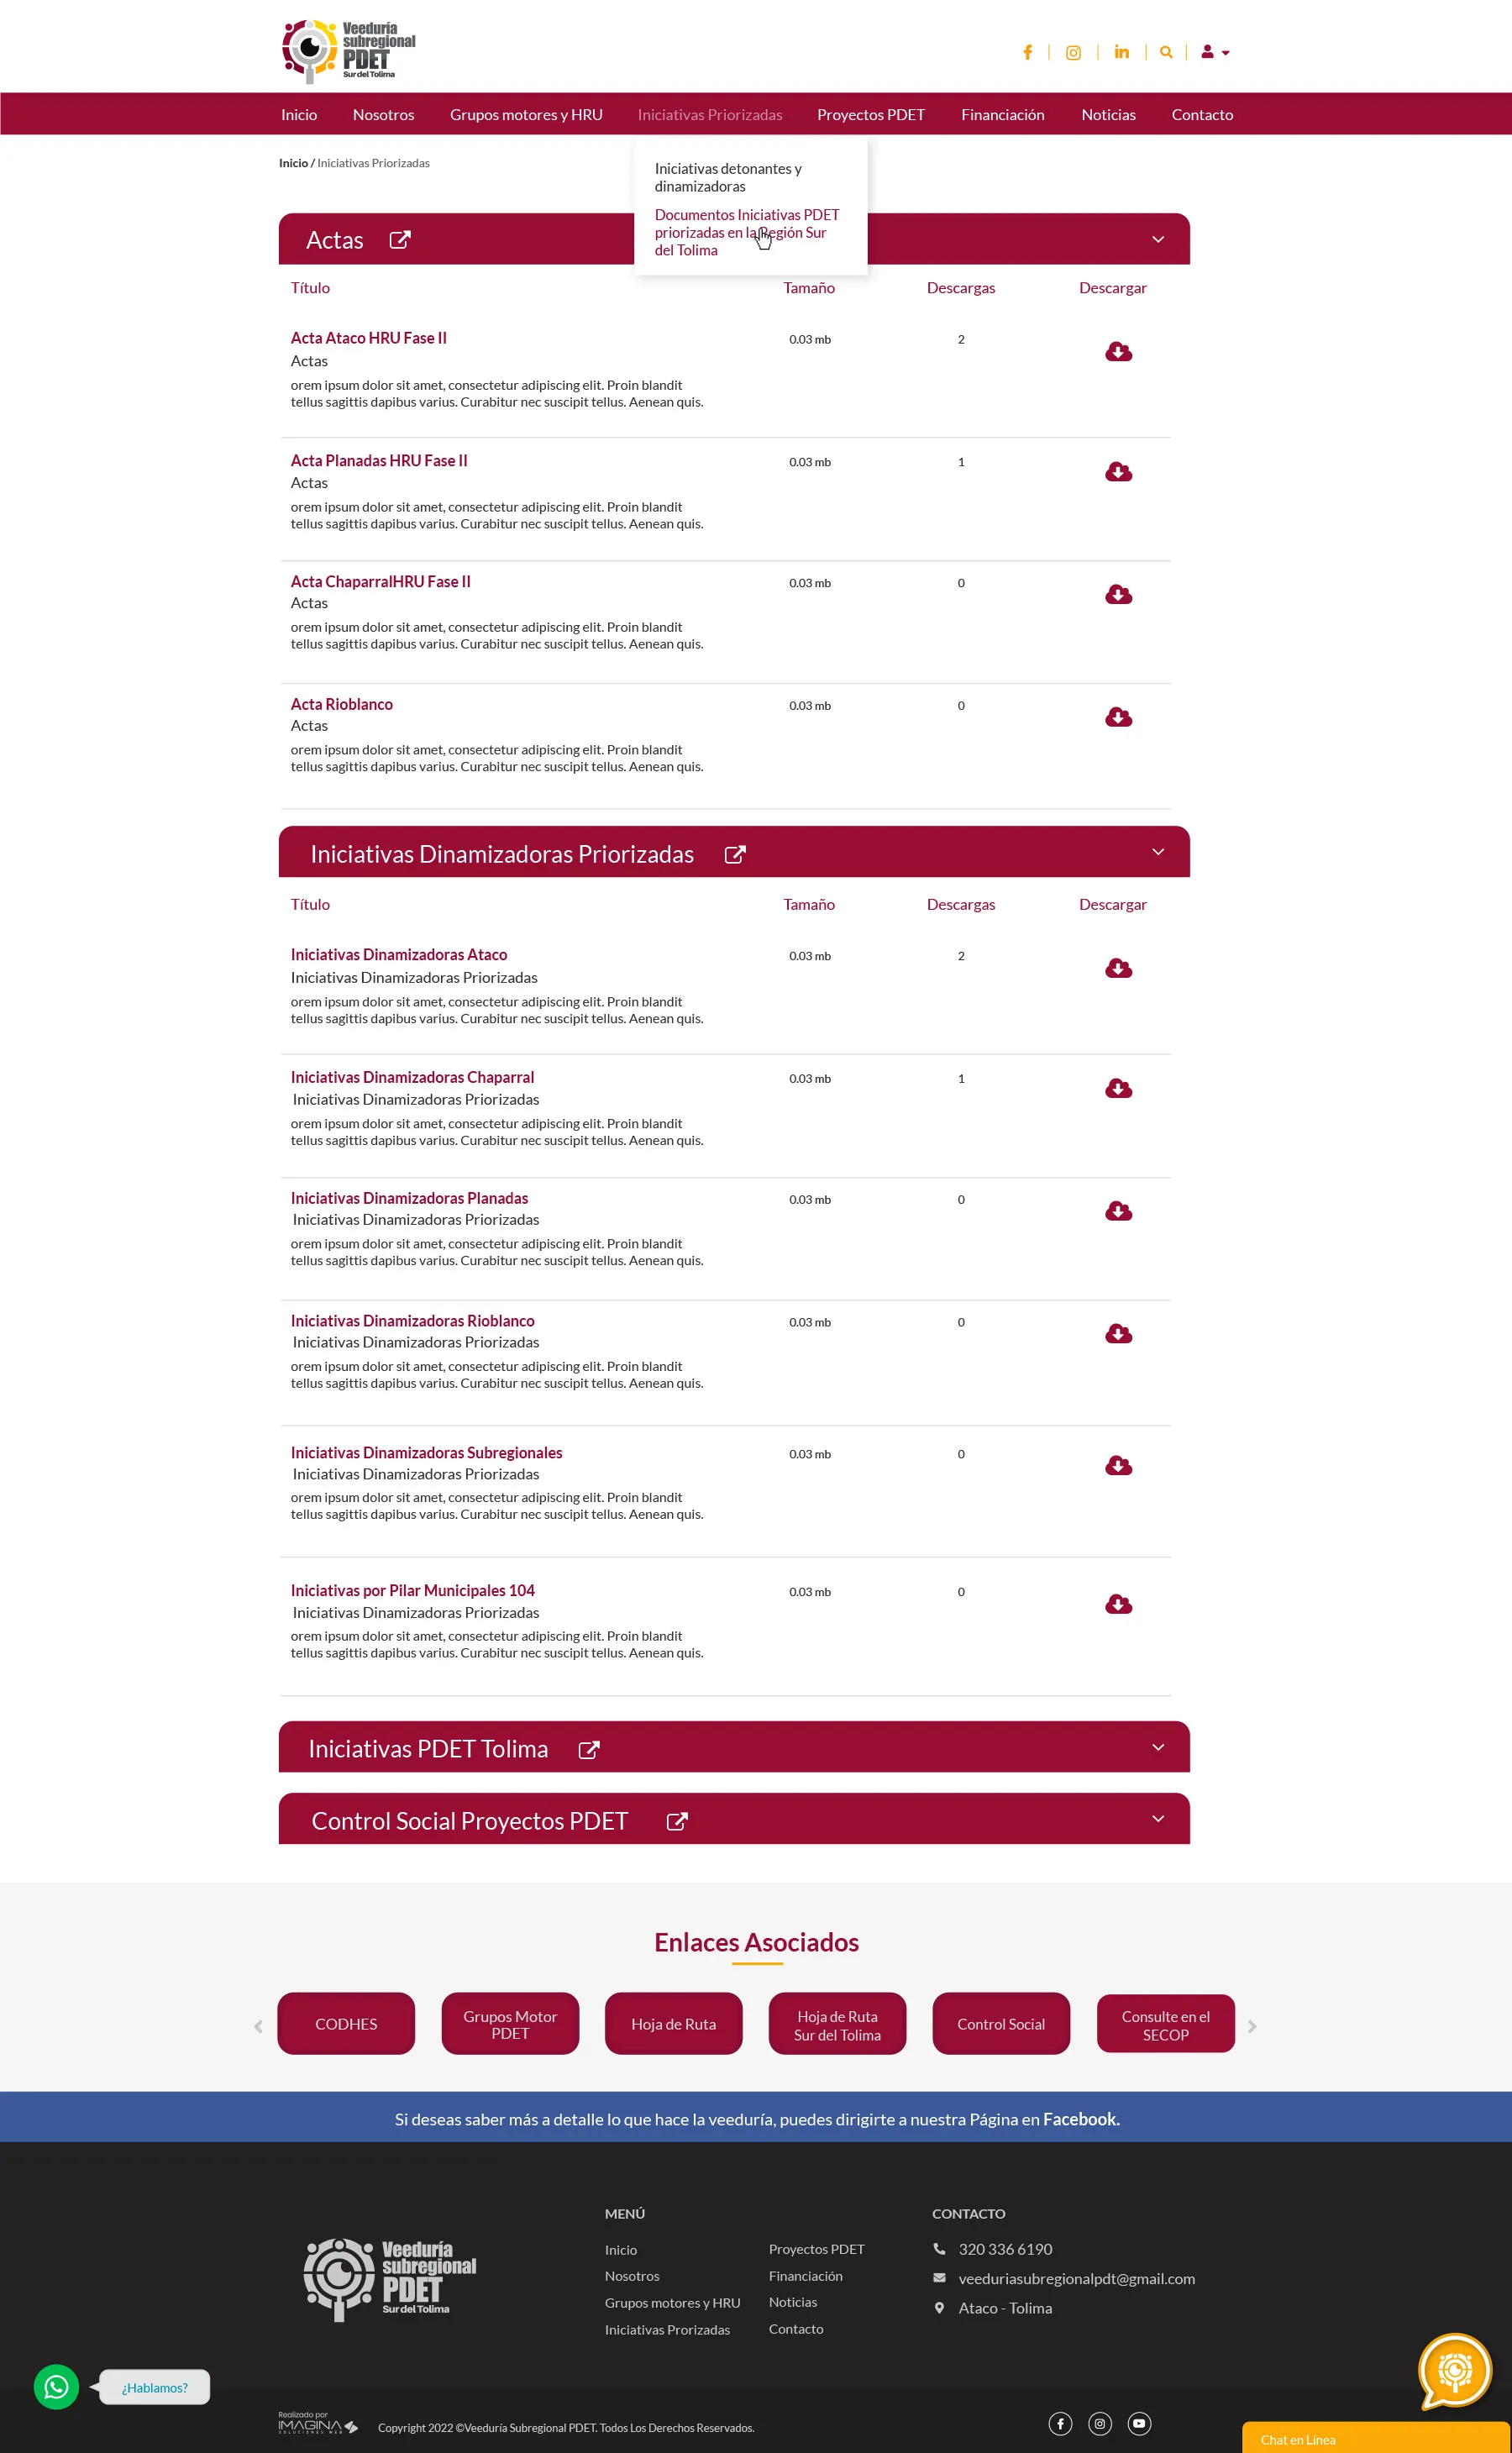 Veeduría
subregional
PDET
Sur del Tolima
Inicio Nosotros Grupos motores y HRU Iniciativas Priorizadas Proyectos PDET Financiación Noticias Contacto
Inicio / Iniciativas Priorizadas
Iniciativas detonantes y
dinamizadoras
Documentos Iniciativas PDET
priorizadas en la Región Sur
del Tolima
Actas
Título Tamaño Descargas Descargar
Acta Ataco HRU Fase II 0.03 mb 2
Actas
orem ipsum dolor sit amet, consectetur adipiscing elit. Proin blandit
tellus sagittis dapibus varius. Curabitur nec suscipit tellus. Aenean quis.
Acta Planadas HRU Fase II 0.03 mb 1
Actas
orem ipsum dolor sit amet, consectetur adipiscing elit. Proin blandit
tellus sagittis dapibus varius. Curabitur nec suscipit tellus. Aenean quis.
Acta ChaparralHRU Fase II 0.03 mb 0
Actas
orem ipsum dolor sit amet, consectetur adipiscing elit. Proin blandit
tellus sagittis dapibus varius. Curabitur nec suscipit tellus. Aenean quis.
Acta Rioblanco 0.03 mb 0
Actas
orem ipsum dolor sit amet, consectetur adipiscing elit. Proin blandit
tellus sagittis dapibus varius. Curabitur nec suscipit tellus. Aenean quis.
Iniciativas Dinamizadoras Priorizadas
Título Tamaño Descargas Descargar
Iniciativas Dinamizadoras Ataco 0.03 mb 2
Iniciativas Dinamizadoras Priorizadas
orem ipsum dolor sit amet, consectetur adipiscing elit. Proin blandit
tellus sagittis dapibus varius. Curabitur nec suscipit tellus. Aenean quis.
Iniciativas Dinamizadoras Chaparral 0.03 mb 1
Iniciativas Dinamizadoras Priorizadas
orem ipsum dolor sit amet, consectetur adipiscing elit. Proin blandit
tellus sagittis dapibus varius. Curabitur nec suscipit tellus. Aenean quis.
Iniciativas Dinamizadoras Planadas 0.03 mb 0
Iniciativas Dinamizadoras Priorizadas
orem ipsum dolor sit amet, consectetur adipiscing elit. Proin blandit
tellus sagittis dapibus varius. Curabitur nec suscipit tellus. Aenean quis.
Iniciativas Dinamizadoras Rioblanco 0.03 mb 0
Iniciativas Dinamizadoras Priorizadas
orem ipsum dolor sit amet, consectetur adipiscing elit. Proin blandit
tellus sagittis dapibus varius. Curabitur nec suscipit tellus. Aenean quis.
Iniciativas Dinamizadoras Subregionales 0.03 mb 0
Iniciativas Dinamizadoras Priorizadas
orem ipsum dolor sit amet, consectetur adipiscing elit. Proin blandit
tellus sagittis dapibus varius. Curabitur nec suscipit tellus. Aenean quis.
Iniciativas por Pilar Municipales 104 0.03 mb 0
Iniciativas Dinamizadoras Priorizadas
orem ipsum dolor sit amet, consectetur adipiscing elit. Proin blandit
tellus sagittis dapibus varius. Curabitur nec suscipit tellus. Aenean quis.
Iniciativas PDET Tolima
Control Social Proyectos PDET
Enlaces Asociados
CODHES
Grupos Motor
PDET
Hoja de Ruta
Hoja de Ruta
Sur del Tolima
Control Social
Consulte en el
SECOP
Si deseas saber más a detalle lo que hace la veeduría, puedes dirigirte a nuestra Página en Facebook.
Veeduría
subregional
PDET
Sur del Tolima
MENÚ
Inicio
Nosotros
Grupos motores y HRU
Iniciativas Prorizadas
Proyectos PDET
Financiación
Noticias
Contacto
CONTACTO
320 336 6190
veeduriasubregionalpdt@gmail.com
Ataco - Tolima
¿Hablamos?
Realizado por
IMAGINA
SOLUCIONES WEB
Copyright 2022 ©Veeduría Subregional PDET. Todos Los Derechos Reservados.
Chat en Línea